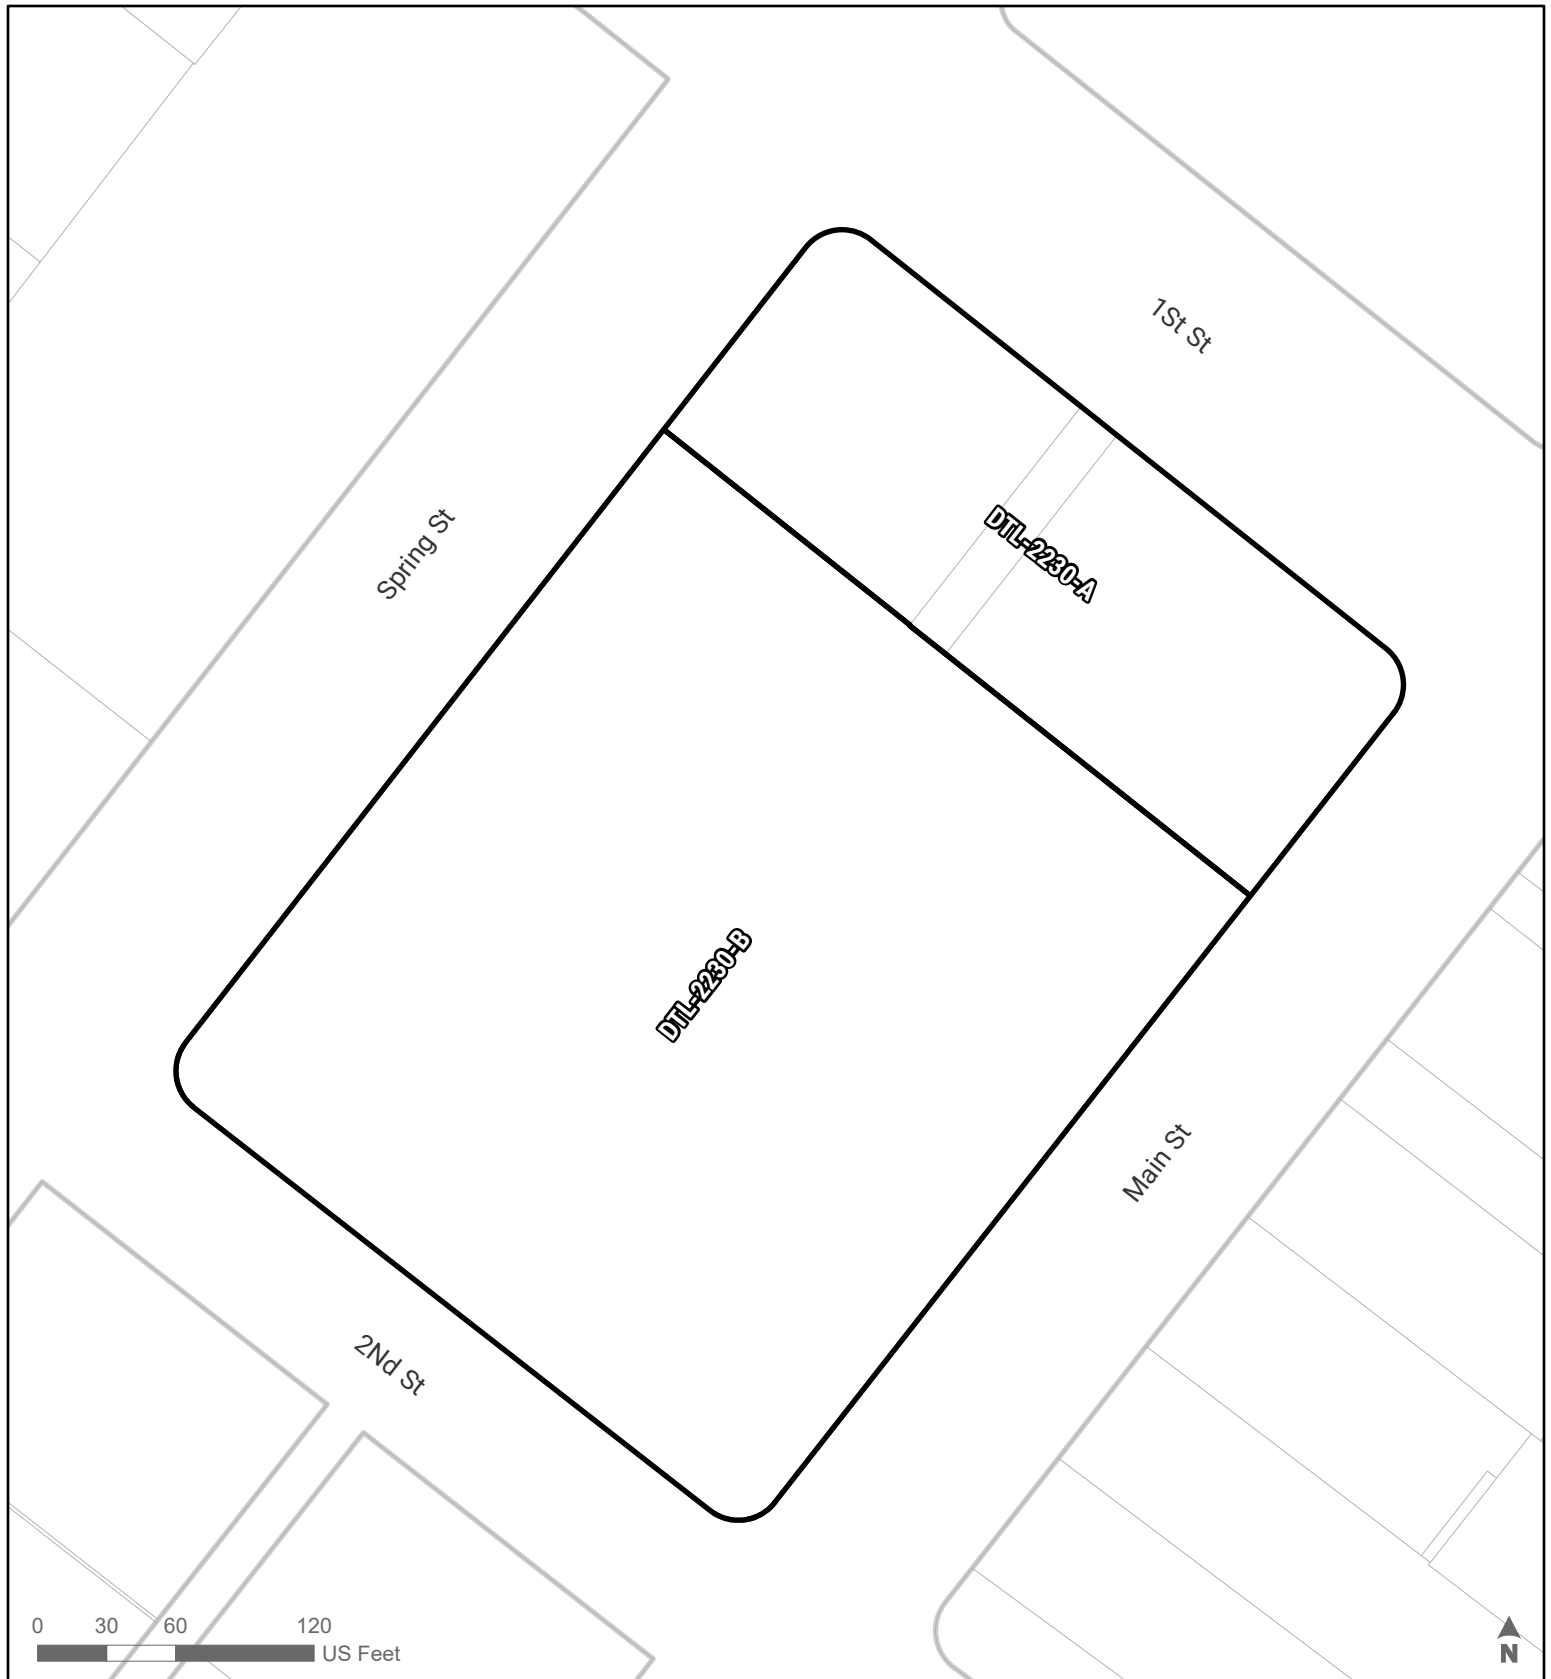 1St St
Spring St
DTL-2230-A
DTL-2230-B
Main St
2Nd St
0 30 60 120
US Feet
N